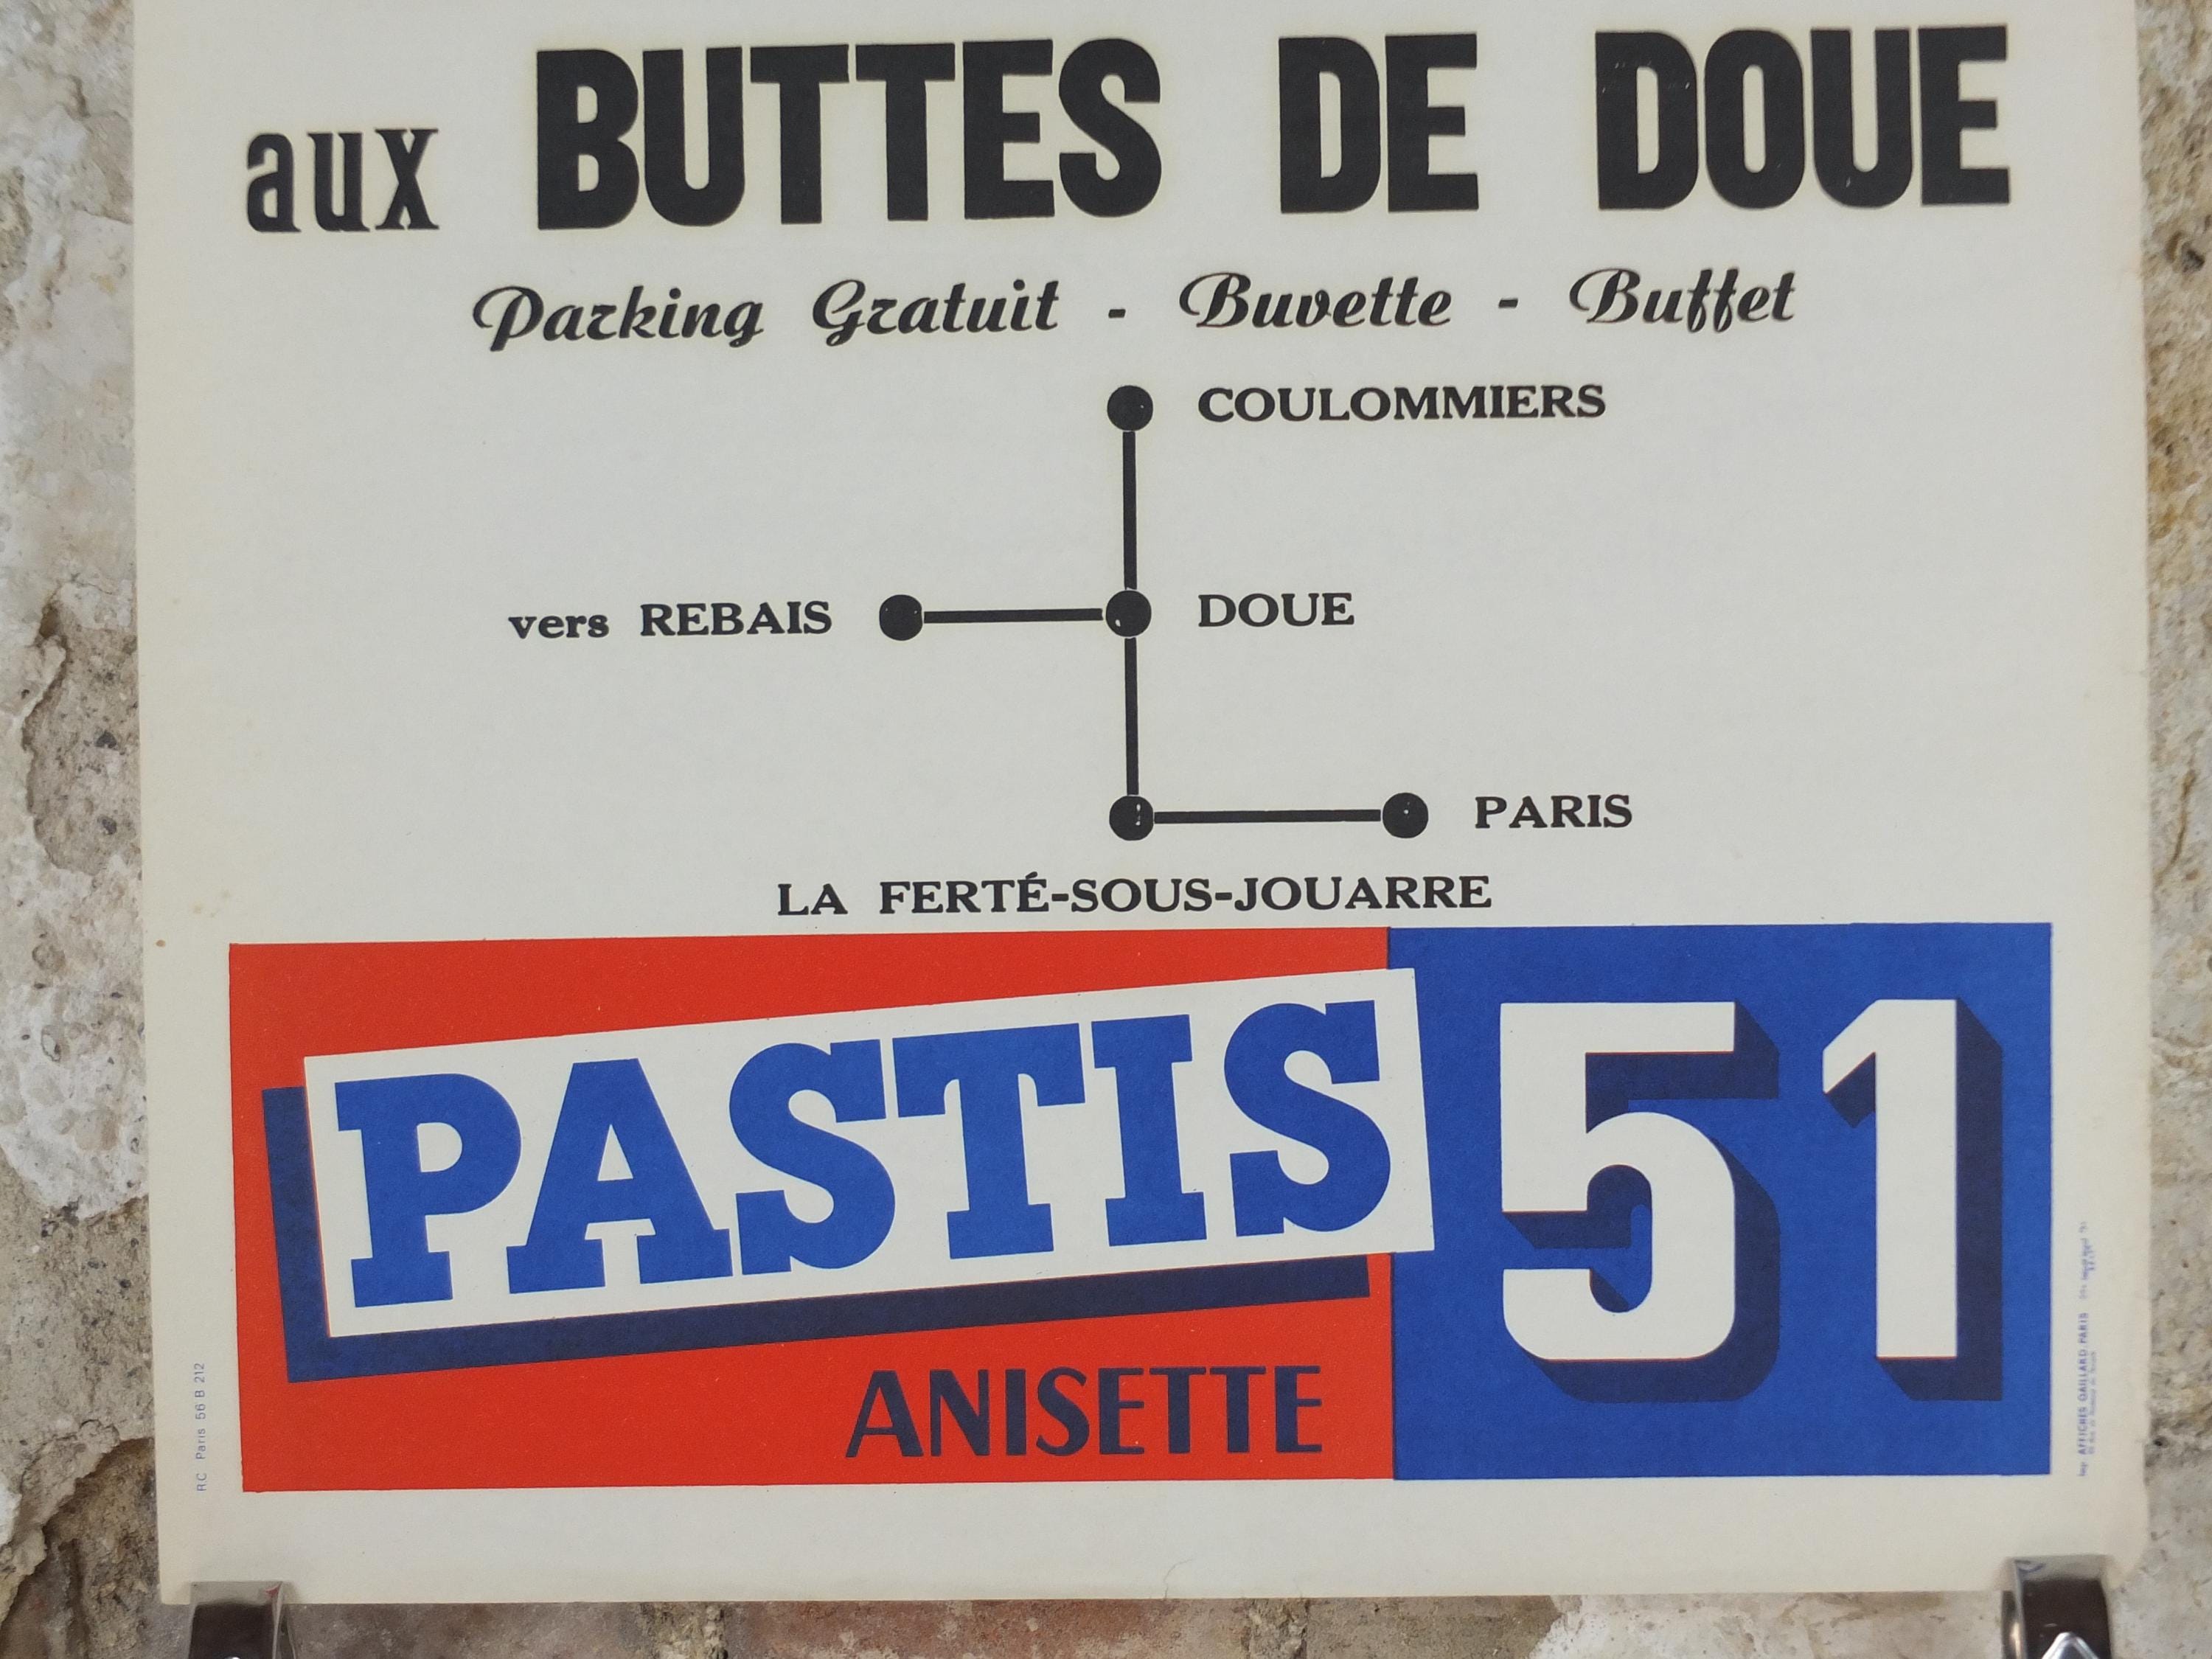 aux BUTTES DE DOUE
Parking Gratuit - Buvette - Buffet
COULOMMIERS
vers REBAIS DOUE
PARIS
LA FERTÉ-SOUS-JOUARRE
PASTIS 51
ANISETTE
RC Paris 56 B 212
Imp. AFFICHES GAILLARD PARIS